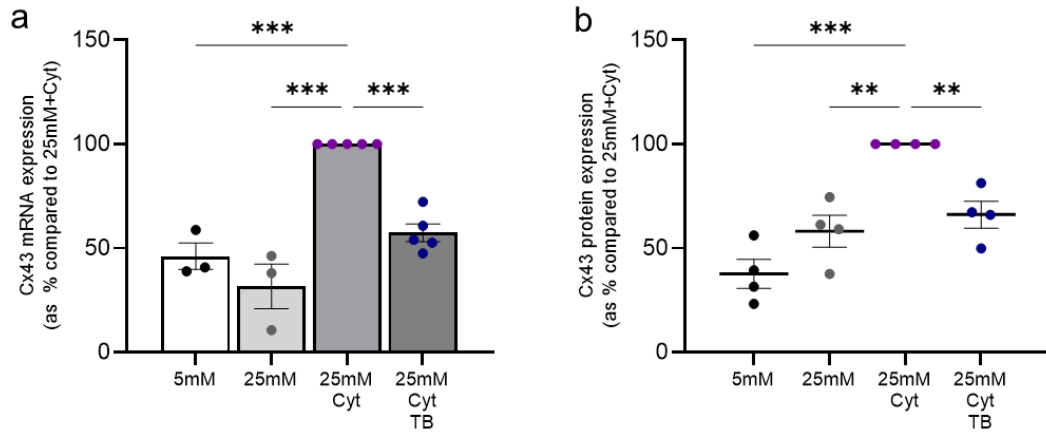 a
Cx43 mRNA expression
(as % compared to 25mM+Cyt)
150
100
50
0
***
*** ***
5mM 25mM 25mM 25mM
Cyt Cyt
TB
b
Cx43 protein expression
(as % compared to 25mM+Cyt)
150
100
50
0
***
** **
5mM 25mM 25mM 25mM
Cyt Cyt
TB